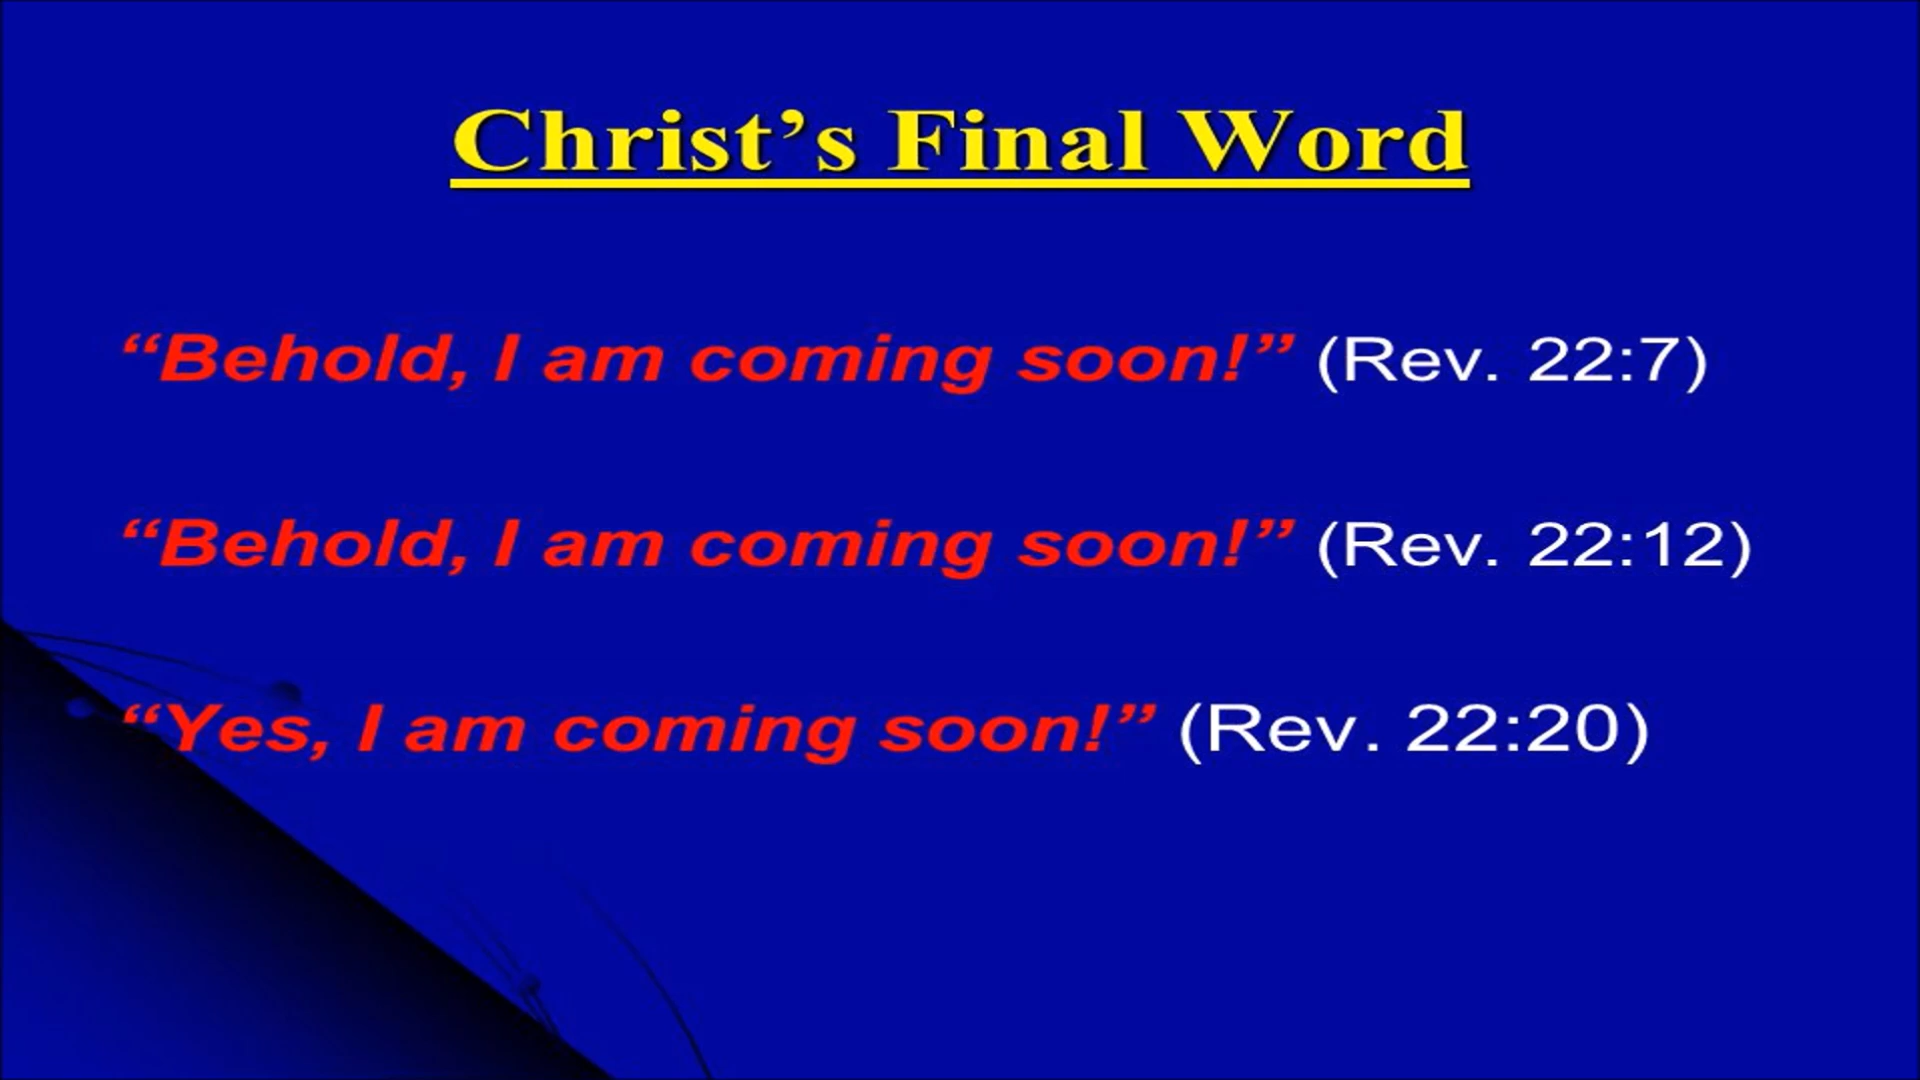 Christ’s Final Word
“Behold, I am coming soon!” (Rev. 22:7)
“Behold, I am coming soon!” (Rev. 22:12)
“Yes, I am coming soon!” (Rev. 22:20)